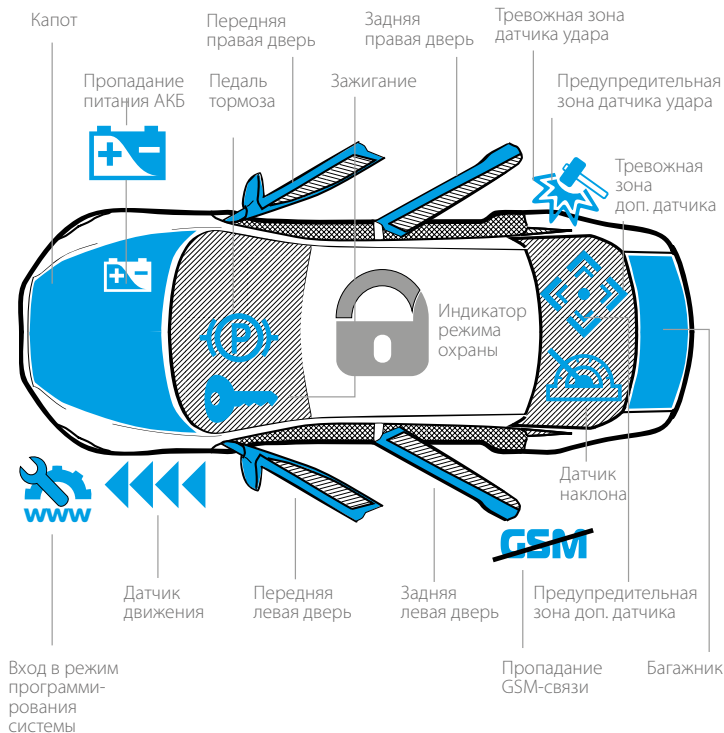 Капот
Передняя
правая дверь
Задняя
правая дверь
Тревожная зона
датчика удара
Пропадание
питания АКБ
Педаль
тормоза
Зажигание
Предупредительная
зона датчика удара
Тревожная
зона
доп. датчика
P
Индикатор
режима
охраны
Датчик
наклона
www
GSM
Датчик
движения
Передняя
левая дверь
Задняя
левая дверь
Предупредительная
зона доп. датчика
Вход в режим
программи-
рования
системы
Пропадание
GSM-связи
Багажник